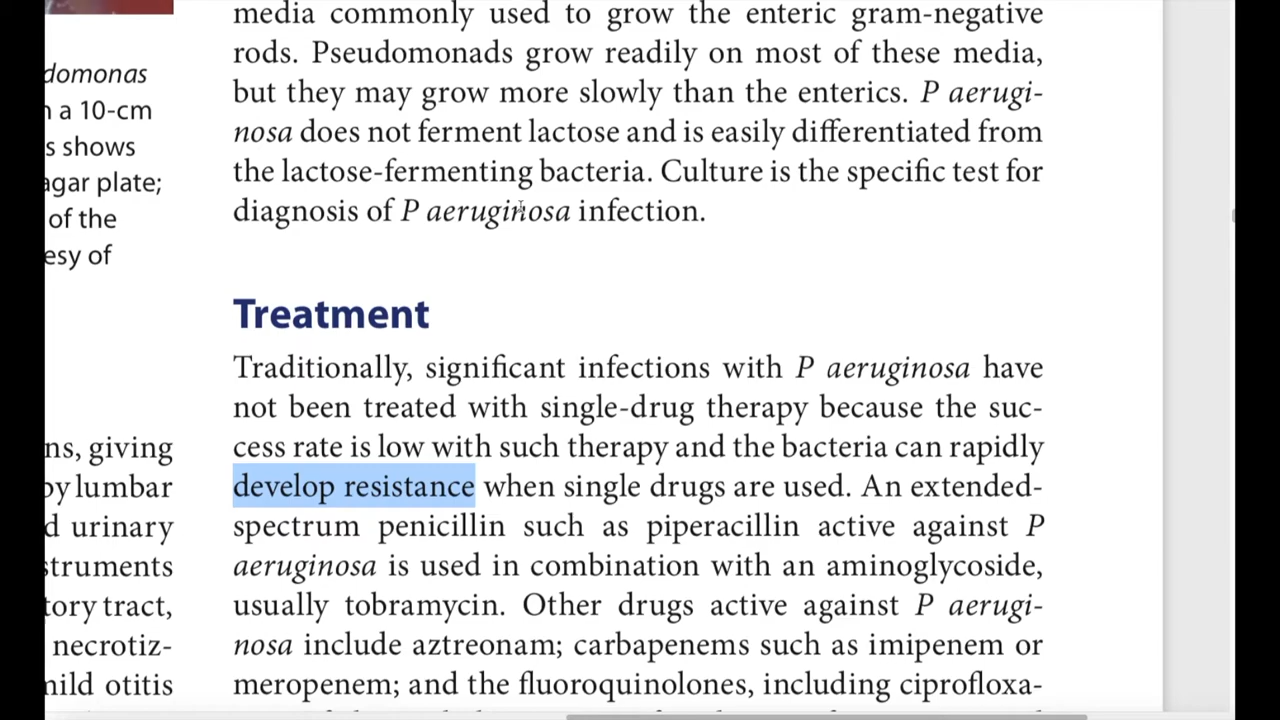 domonas
a 10-cm
s shows
agar plate;
of the
esy of
ns, giving
by lumbar
d urinary
struments
tory tract,
necrotiz-
mild otitis
media commonly used to grow the enteric gram-negative
rods. Pseudomonads grow readily on most of these media,
but they may grow more slowly than the enterics. P aerugi-
nosa does not ferment lactose and is easily differentiated from
the lactose-fermenting bacteria. Culture is the specific test for
diagnosis of P aeruginosa infection.
Treatment
Traditionally, significant infections with P aeruginosa have
not been treated with single-drug therapy because the suc-
cess rate is low with such therapy and the bacteria can rapidly
develop resistance when single drugs are used. An extended-
spectrum penicillin such as piperacillin active against P
aeruginosa is used in combination with an aminoglycoside,
usually tobramycin. Other drugs active against P aerugi-
nosa include aztreonam; carbapenems such as imipenem or
meropenem; and the fluoroquinolones, including ciprofloxa-